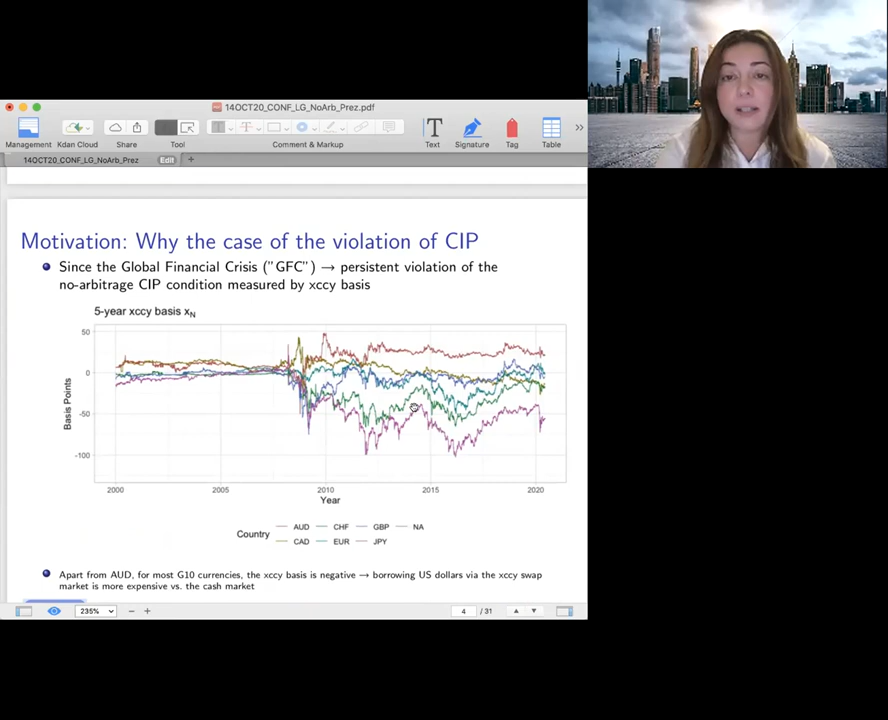 14OCT20_CONF_LG_NoArb_Prez.pdf
Management
Kdan Cloud
Share
Tool
Comment & Markup
Text
Signature
Tag
Table
14OCT20_CONF_LG_NoArb_Prez
Edit
Motivation: Why the case of the violation of CIP
Since the Global Financial Crisis ("GFC") → persistent violation of the
no-arbitrage CIP condition measured by xccy basis
5-year xccy basis xN
50
0
-50
-100
Basis Points
2000 2005 2010 2015 2020
Year
Country
AUD CHF GBP NA
CAD EUR JPY
Apart from AUD, for most G10 currencies, the xccy basis is negative → borrowing US dollars via the xccy swap
market is more expensive vs. the cash market
235%
4 / 31